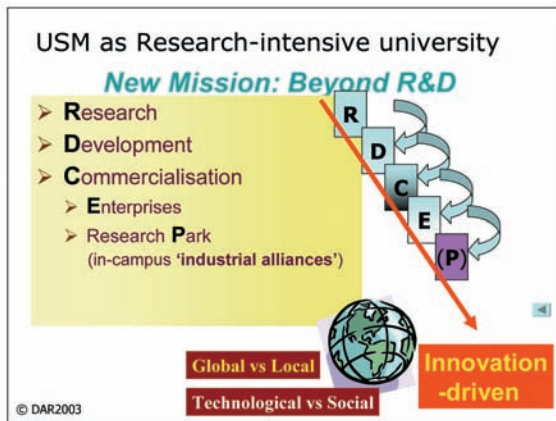 USM as Research-intensive university
New Mission: Beyond R&D
➢ Research
➢ Development
➢ Commercialisation
➢ Enterprises
➢ Research Park
(in-campus ‘industrial alliances’)
R
D
C
E
(P)
Global vs Local
Technological vs Social
Innovation
-driven
© DAR2003